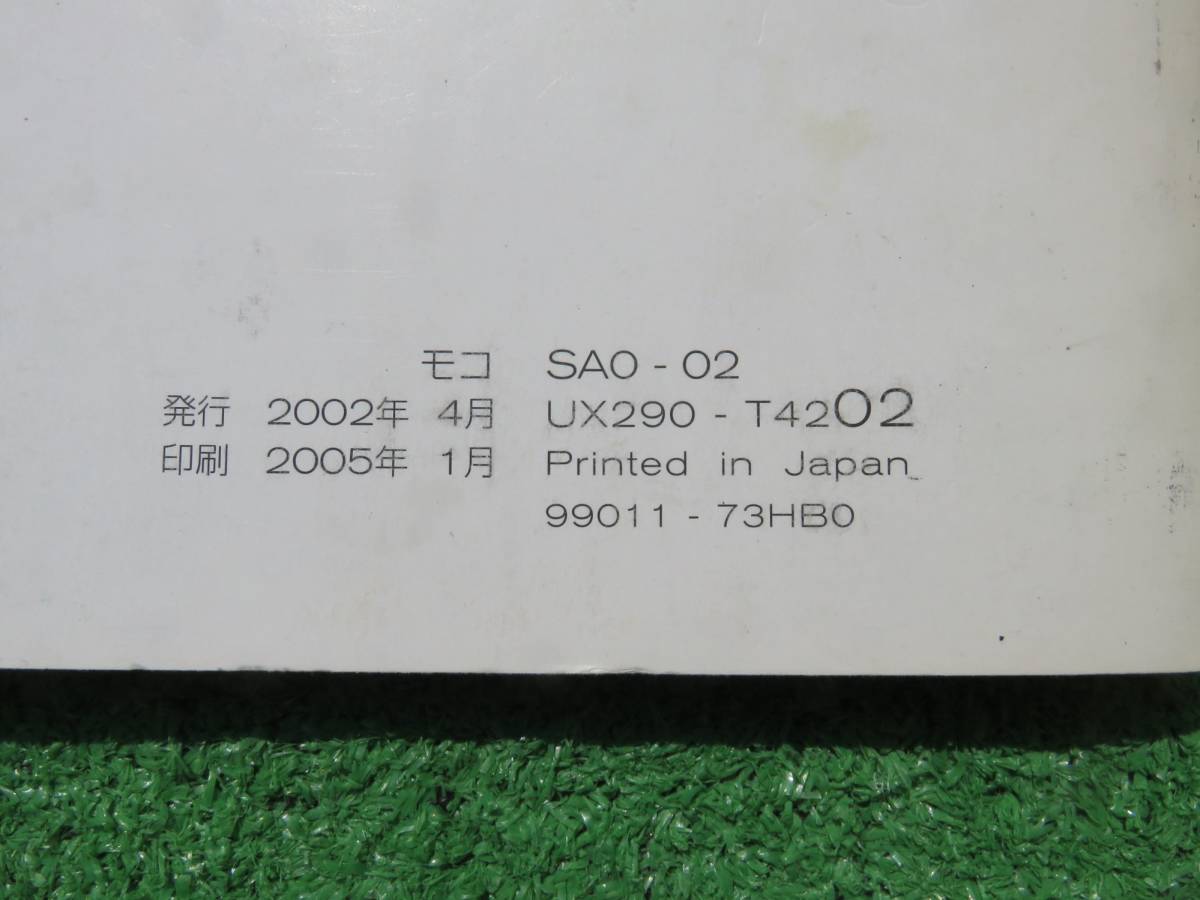 モコ SA0 - 02
発行 2002年 4月 UX290 - T4202
印刷 2005年 1月 Printed in Japan
99011 - 73HB0